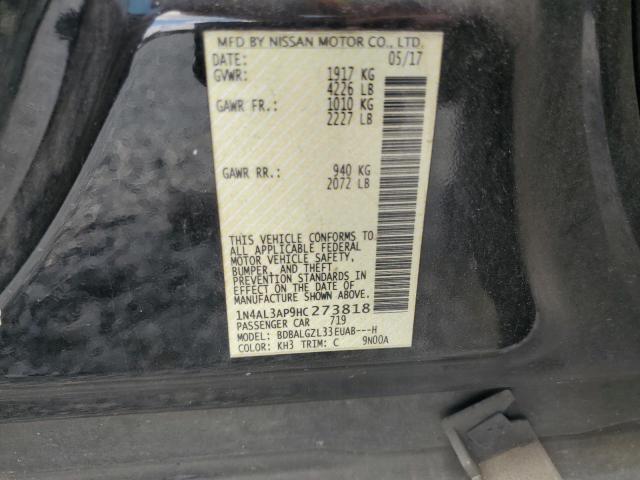 MFD BY NISSAN MOTOR CO., LTD.
DATE: 05/17
GVWR: 1917 KG
4226 LB
GAWR FR.: 1010 KG
2227 LB
GAWR RR.: 940 KG
2072 LB
THIS VEHICLE CONFORMS TO
ALL APPLICABLE FEDERAL
MOTOR VEHICLE SAFETY,
BUMPER, AND THEFT
PREVENTION STANDARDS IN
EFFECT ON THE DATE OF
MANUFACTURE SHOWN ABOVE.
1N4AL3AP9HC273818
PASSENGER CAR 719
MODEL: BDBALGZL33EUAB---H
COLOR: KH3 TRIM: C 9N00A